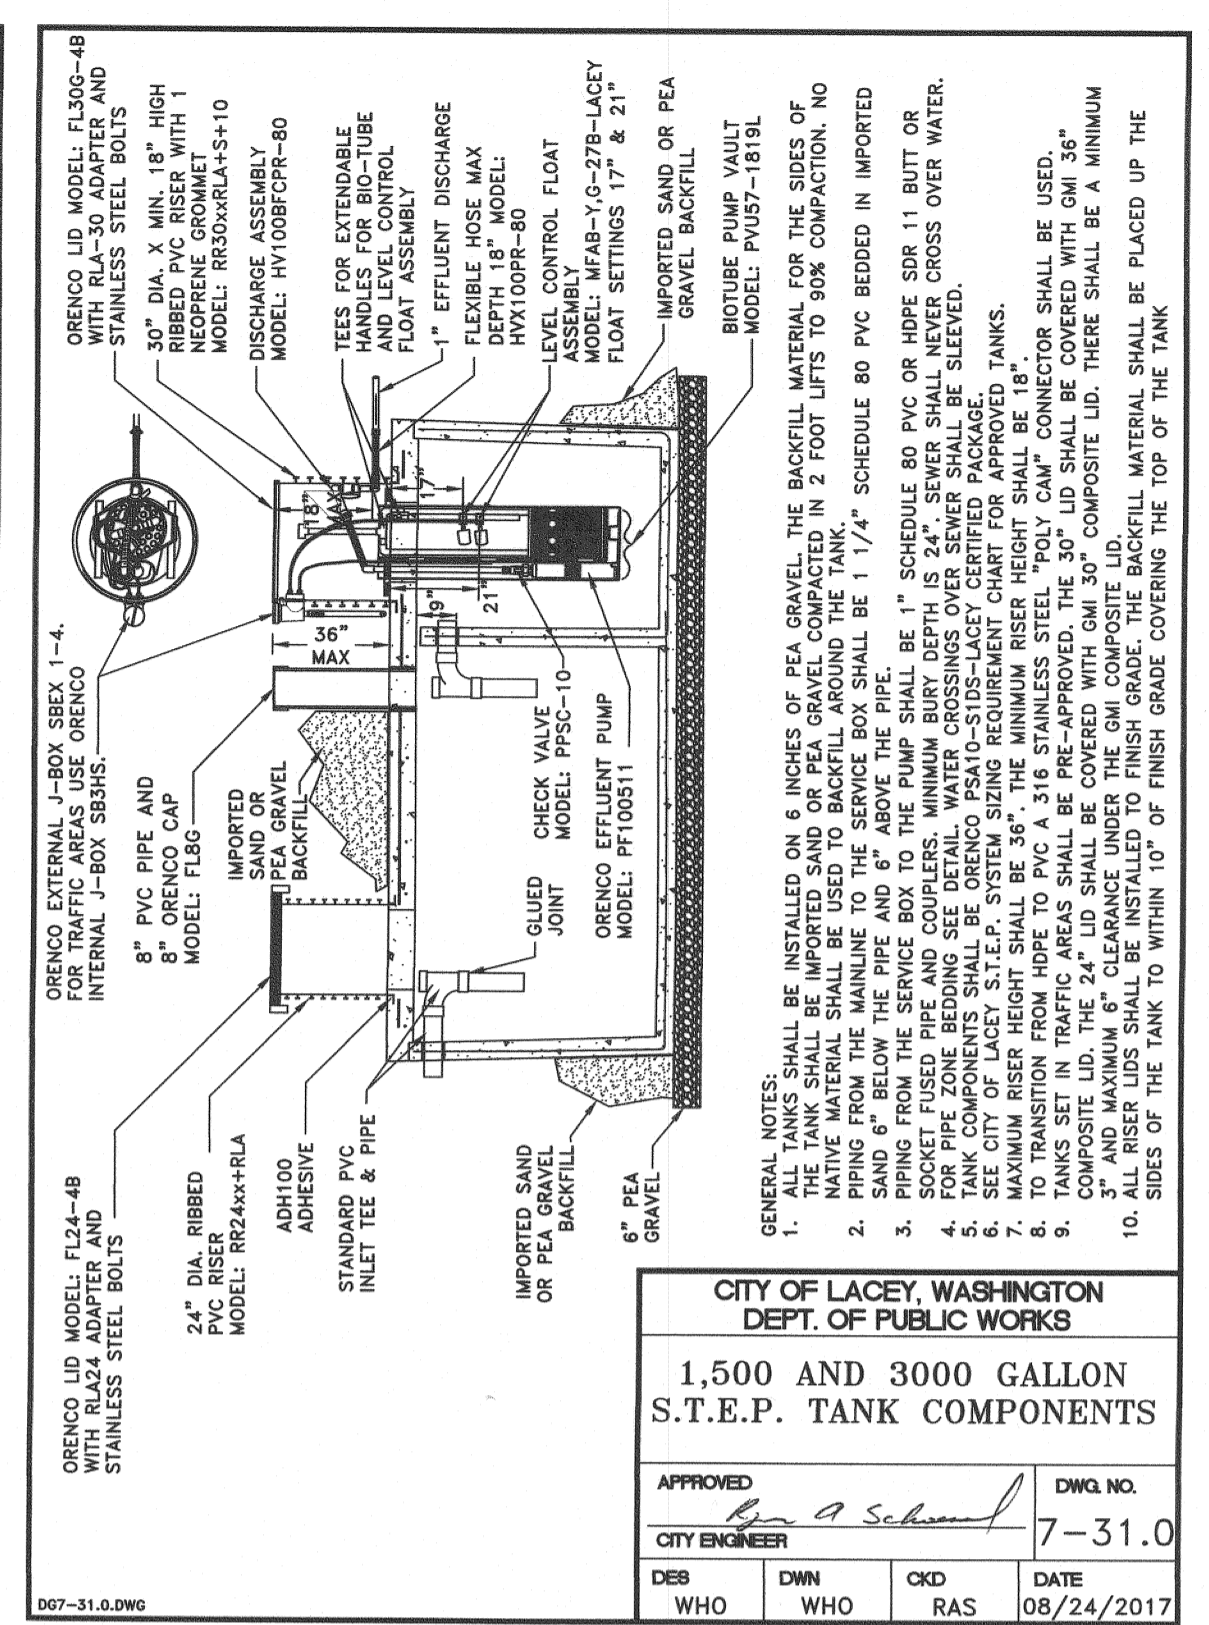 ORENCO LID MODEL: FL24-4B
WITH RLA24 ADAPTER AND
STAINLESS STEEL BOLTS
24" DIA. RIBBED
PVC RISER
MODEL: RR24xx+RLA
ADH100
ADHESIVE
STANDARD PVC
INLET TEE & PIPE
IMPORTED SAND
OR PEA GRAVEL
BACKFILL
6" PEA
GRAVEL
ORENCO EXTERNAL J-BOX SBEX 1-4.
FOR TRAFFIC AREAS USE ORENCO
INTERNAL J-BOX SB3HS.
8" PVC PIPE AND
8" ORENCO CAP
MODEL: FL8G
IMPORTED
SAND OR
PEA GRAVEL
BACKFILL
GLUED
JOINT
CHECK VALVE
MODEL: PPSC-10
ORENCO EFFLUENT PUMP
MODEL: PF100511
36"
MAX
18"
MAX
17"
19"
21"
ORENCO LID MODEL: FL30G-4B
WITH RLA-30 ADAPTER AND
STAINLESS STEEL BOLTS
30" DIA. X MIN. 18" HIGH
RIBBED PVC RISER WITH 1
NEOPRENE GROMMET
MODEL: RR30xxRLA+S+10
DISCHARGE ASSEMBLY
MODEL: HV100BFCPR-80
TEES FOR EXTENDABLE
HANDLES FOR BIO-TUBE
AND LEVEL CONTROL
FLOAT ASSEMBLY
1" EFFLUENT DISCHARGE
FLEXIBLE HOSE MAX
DEPTH 18" MODEL:
HVX100PR-80
LEVEL CONTROL FLOAT
ASSEMBLY
MODEL: MFAB-Y,G-27B-LACEY
FLOAT SETTINGS 17" & 21"
IMPORTED SAND OR PEA
GRAVEL BACKFILL
BIOTUBE PUMP VAULT
MODEL: PVU57-1819L
GENERAL NOTES:
1. ALL TANKS SHALL BE INSTALLED ON 6 INCHES OF PEA GRAVEL. THE BACKFILL MATERIAL FOR THE SIDES OF
THE TANK SHALL BE IMPORTED SAND OR PEA GRAVEL COMPACTED IN 2 FOOT LIFTS TO 90% COMPACTION. NO
NATIVE MATERIAL SHALL BE USED TO BACKFILL AROUND THE TANK.
2. PIPING FROM THE MAINLINE TO THE SERVICE BOX SHALL BE 1 1/4" SCHEDULE 80 PVC BEDDED IN IMPORTED
SAND 6" BELOW THE PIPE AND 6" ABOVE THE PIPE.
3. PIPING FROM THE SERVICE BOX TO THE PUMP SHALL BE 1" SCHEDULE 80 PVC OR HDPE SDR 11 BUTT OR
SOCKET FUSED PIPE AND COUPLERS. MINIMUM BURY DEPTH IS 24". SEWER SHALL NEVER CROSS OVER WATER.
4. FOR PIPE ZONE BEDDING SEE DETAIL. WATER CROSSINGS OVER SEWER SHALL BE SLEEVED.
5. TANK COMPONENTS SHALL BE ORENCO PSA10-S1DS-LACEY CERTIFIED PACKAGE.
6. SEE CITY OF LACEY S.T.E.P. SYSTEM SIZING REQUIREMENT CHART FOR APPROVED TANKS.
7. MAXIMUM RISER HEIGHT SHALL BE 36". THE MINIMUM RISER HEIGHT SHALL BE 18".
8. TO TRANSITION FROM HDPE TO PVC A 316 STAINLESS STEEL "POLY CAM" CONNECTOR SHALL BE USED.
9. TANKS SET IN TRAFFIC AREAS SHALL BE PRE-APPROVED. THE 30" LID SHALL BE COVERED WITH GMI 36"
COMPOSITE LID. THE 24" LID SHALL BE COVERED WITH GMI 30" COMPOSITE LID. THERE SHALL BE A MINIMUM
3" AND MAXIMUM 6" CLEARANCE UNDER THE GMI COMPOSITE LID.
10. ALL RISER LIDS SHALL BE INSTALLED TO FINISH GRADE. THE BACKFILL MATERIAL SHALL BE PLACED UP THE
SIDES OF THE TANK TO WITHIN 10" OF FINISH GRADE COVERING THE TOP OF THE TANK
CITY OF LACEY, WASHINGTON
DEPT. OF PUBLIC WORKS
1,500 AND 3000 GALLON
S.T.E.P. TANK COMPONENTS
APPROVED
CITY ENGINEER
DWG. NO.
7-31.0
DES
WHO
DWN
WHO
CKD
RAS
DATE
08/24/2017
DG7-31.0.DWG